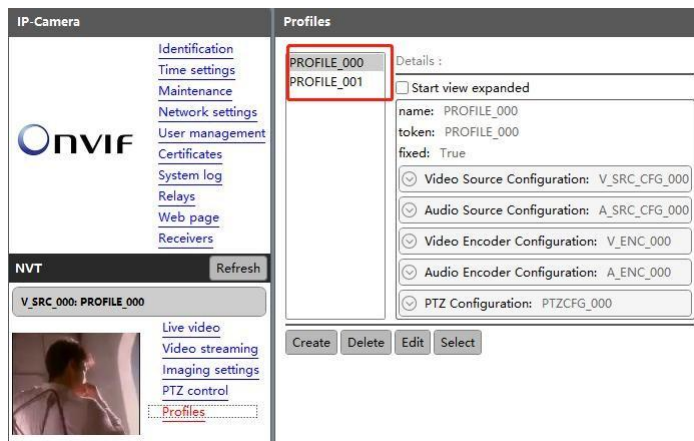 IP-Camera
Identification
Time settings
Maintenance
Network settings
User management
Certificates
System log
Relays
Web page
Receivers
ONVIF
NVT
Refresh
V_SRC_000: PROFILE_000
Live video
Video streaming
Imaging settings
PTZ control
Profiles
Profiles
PROFILE_000
PROFILE_001
Details :
Start view expanded
name: PROFILE_000
token: PROFILE_000
fixed: True
Video Source Configuration: V_SRC_CFG_000
Audio Source Configuration: A_SRC_CFG_000
Video Encoder Configuration: V_ENC_000
Audio Encoder Configuration: A_ENC_000
PTZ Configuration: PTZCFG_000
Create Delete Edit Select